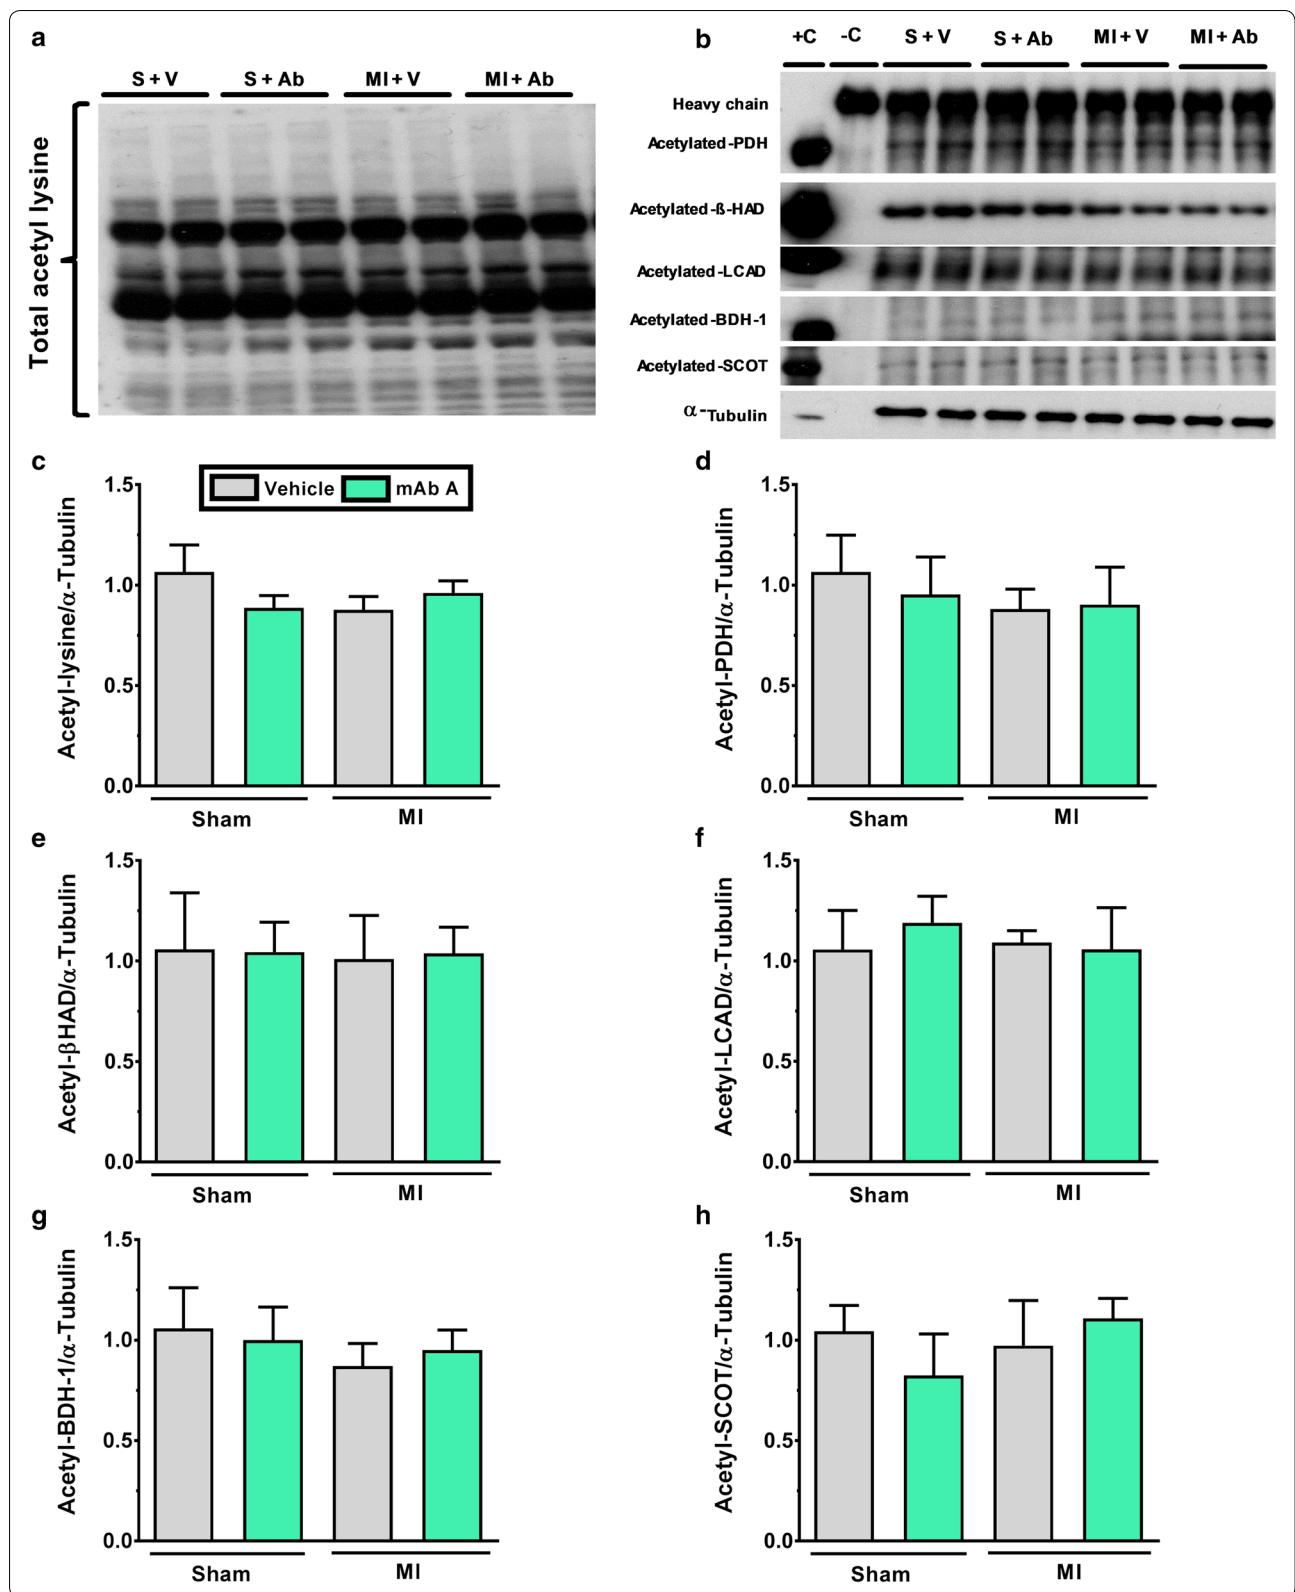 a
S + V S + Ab MI + V MI + Ab
Total acetyl lysine
b
+C -C S + V S + Ab MI + V MI + Ab
Heavy chain
Acetylated-PDH
Acetylated-ß-HAD
Acetylated-LCAD
Acetylated-BDH-1
Acetylated-SCOT
α-Tubulin
c
Vehicle mAb A
Acetyl-lysine/α-Tubulin
1.5
1.0
0.5
0.0
Sham MI
d
Acetyl-PDH/α-Tubulin
1.5
1.0
0.5
0.0
Sham MI
e
Acetyl-βHAD/α-Tubulin
1.5
1.0
0.5
0.0
Sham MI
f
Acetyl-LCAD/α-Tubulin
1.5
1.0
0.5
0.0
Sham MI
g
Acetyl-BDH-1/α-Tubulin
1.5
1.0
0.5
0.0
Sham MI
h
Acetyl-SCOT/α-Tubulin
1.5
1.0
0.5
0.0
Sham MI